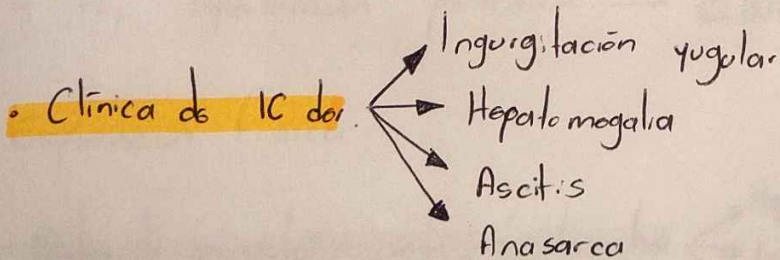 Ingurgitación yugular
• Clínica de IC der.
Hepatomegalia
Ascitis
Anasarca